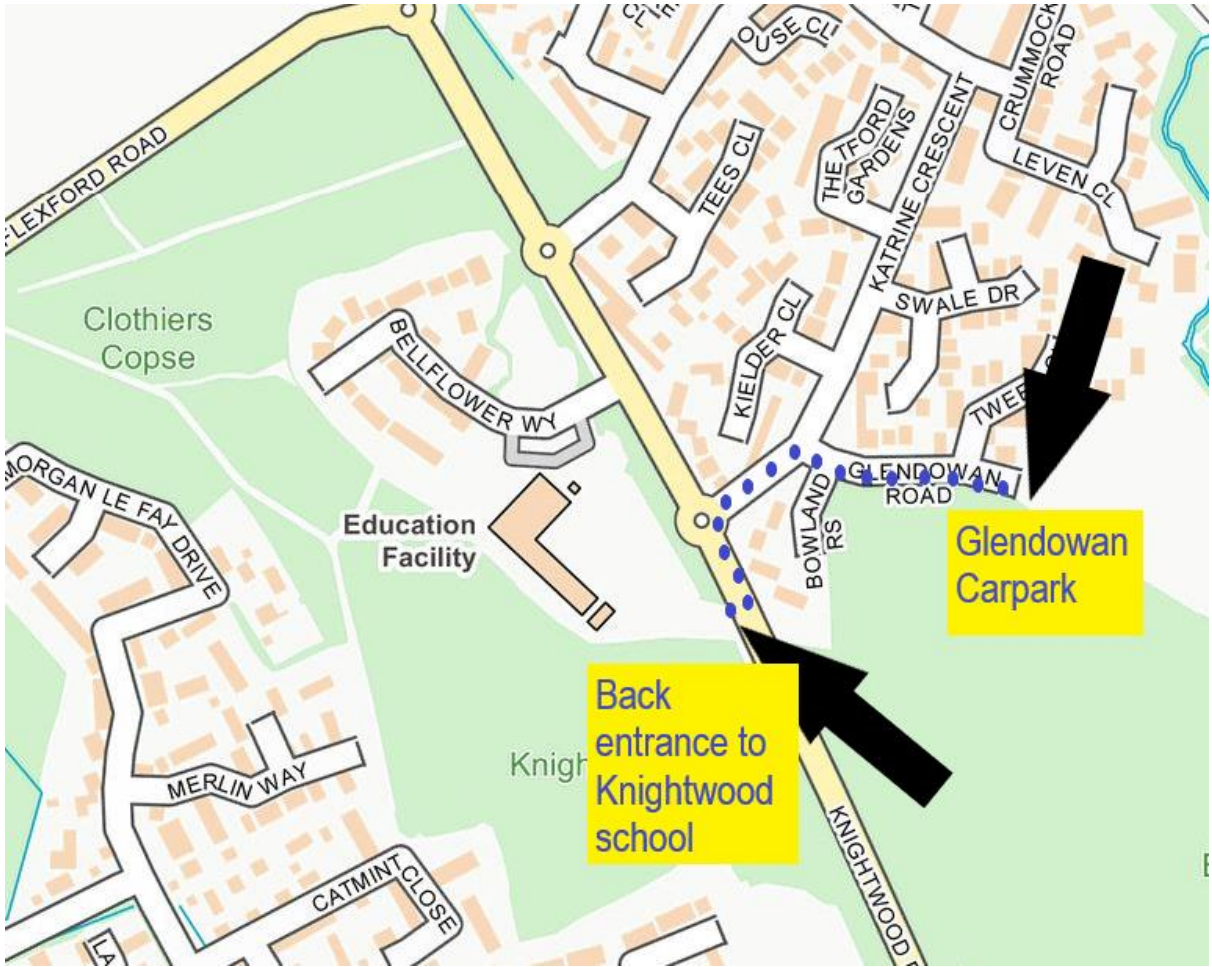 USE CL
CRUMMOCK
ROAD
FLEXFORD ROAD
TEES CL
THETFORD
GARDENS
KATRINE CRESCENT
LEVEN CL
SWALE DR
Clothiers
Copse
BELLFLOWER WY
KIELDER CL
MORGAN LE FAY DRIVE
GLENDOWAN
ROAD
BOWLAND
RS
Education
Facility
Glendowan
Carpark
Back
entrance to
Knightwood
school
MERLIN WAY
KNIGHTWOOD
CATMINT
CLOSE
LA